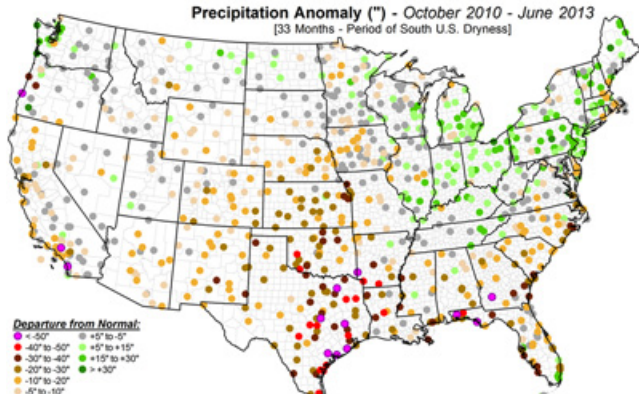 Precipitation Anomaly (") - October 2010 - June 2013
[33 Months - Period of South U.S. Dryness]
Departure from Normal:
< -50"
-40" to -50"
-30" to -40"
-20" to -30"
-10" to -20"
-5" to -10"
+5" to -5"
+5" to +15"
+15" to +30"
> +30"